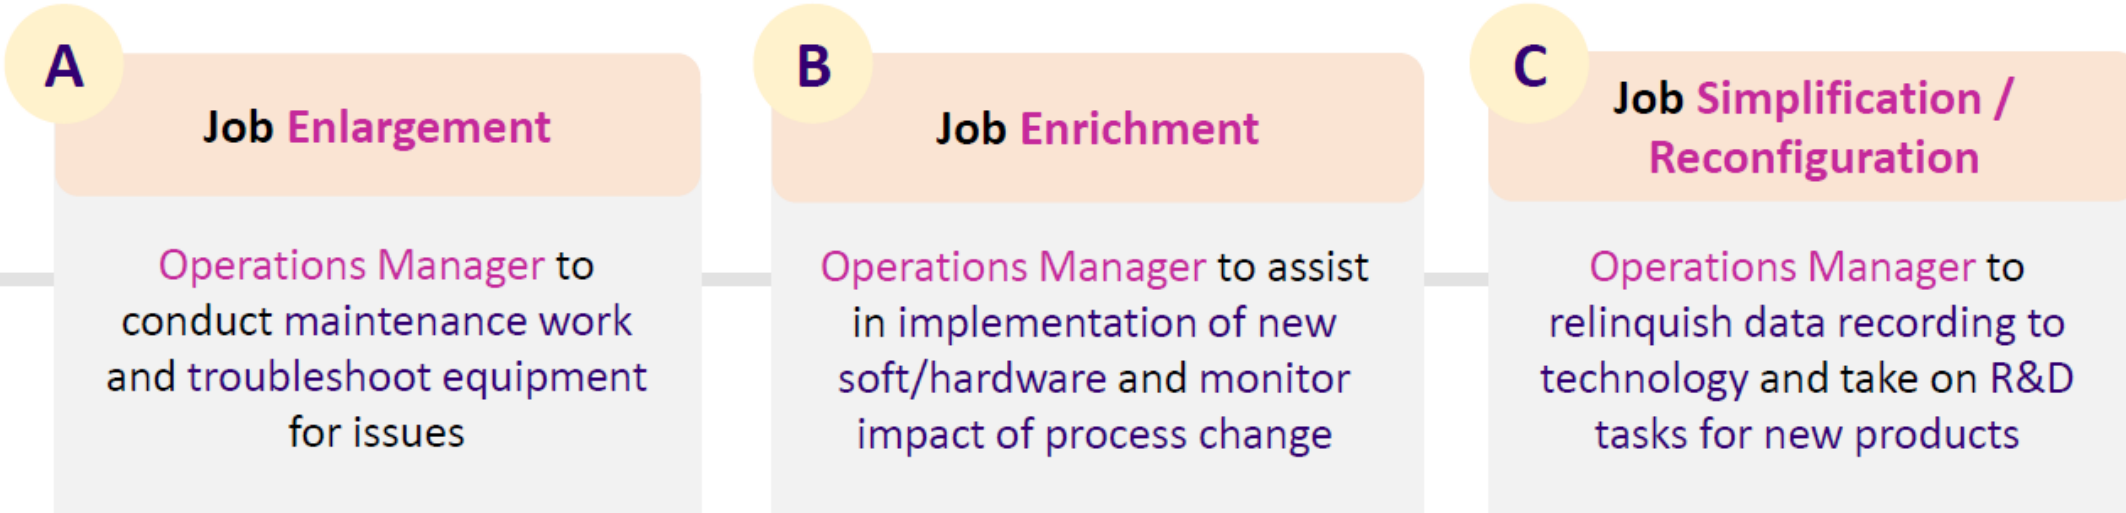 A
Job Enlargement
Operations Manager to
conduct maintenance work
and troubleshoot equipment
for issues
B
Job Enrichment
Operations Manager to assist
in implementation of new
soft/hardware and monitor
impact of process change
C
Job Simplification /
Reconfiguration
Operations Manager to
relinquish data recording to
technology and take on R&D
tasks for new products